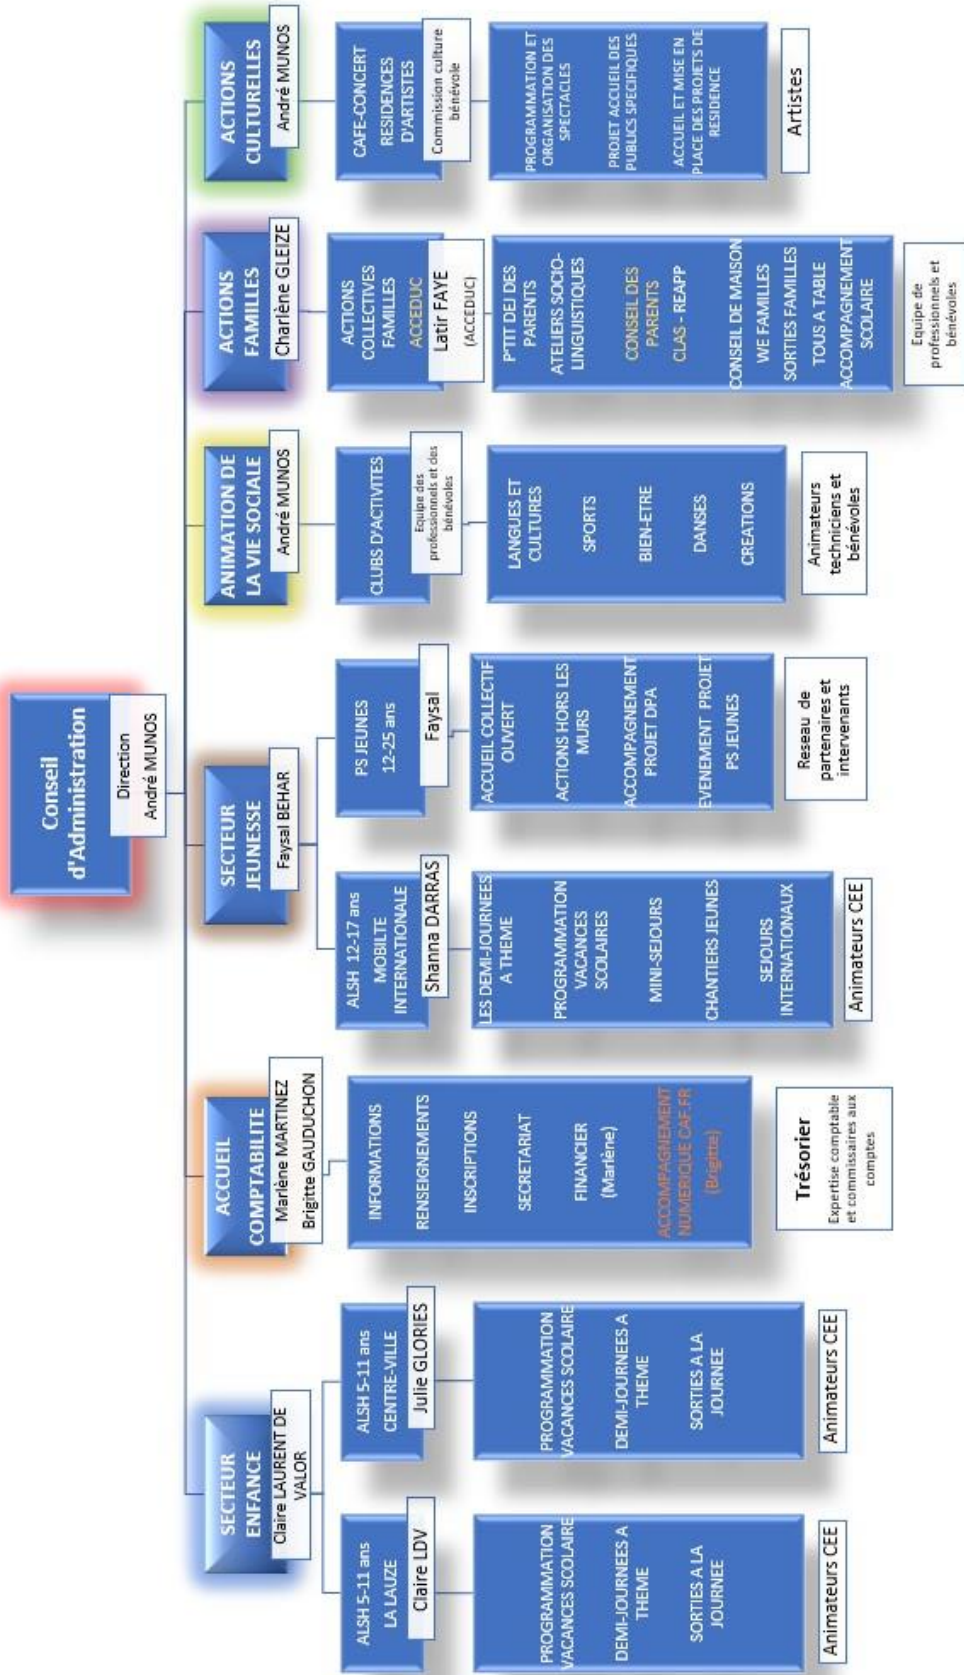 Conseil
d'Administration
Direction
André MUNOS
SECTEUR
ENFANCE
Claire LAURENT DE
VALOR
ALSH 5-11 ans
LA LAUZE
Claire LDV
PROGRAMMATION
VACANCES SCOLAIRE
DEMI-JOURNEES A
THEME
SORTIES A LA
JOURNEE
Animateurs CEE
ALSH 5-11 ans
CENTRE-VILLE
Julie GLORIES
PROGRAMMATION
VACANCES SCOLAIRE
DEMI-JOURNEES A
THEME
SORTIES A LA
JOURNEE
Animateurs CEE
ACCUEIL
COMPTABILITE
Marlène MARTINEZ
Brigitte GAUDUCHON
INFORMATIONS
RENSEIGNEMENTS
INSCRIPTIONS
SECRETARIAT
FINANCIER
(Marlène)
ACCOMPAGNEMENT
NUMERIQUE CAF.FR
(Brigitte)
Trésorier
Expertise comptable
et commissaires aux
comptes
SECTEUR
JEUNESSE
Faysal BEHAR
ALSH 12-17 ans
MOBILTE
INTERNATIONALE
Shanna DARRAS
LES DEMI-JOURNEES
A THEME
PROGRAMMATION
VACANCES
SCOLAIRES
MINI-SEJOURS
CHANTIERS JEUNES
SEJOURS
INTERNATIONAUX
Animateurs CEE
PS JEUNES
12-25 ans
Faysal
ACCUEIL COLLECTIF
OUVERT
ACTIONS HORS LES
MURS
ACCOMPAGNEMENT
PROJET DPA
EVENEMENT PROJET
PS JEUNES
Reseau de
partenaires et
intervenants
ANIMATION DE
LA VIE SOCIALE
André MUNOS
CLUBS D'ACTIVITES
Equipe des
professionnels et des
bénévoles
LANGUES ET
CULTURES
SPORTS
BIEN-ETRE
DANSES
CREATIONS
Animateurs
techniciens et
bénévoles
ACTIONS
FAMILLES
Charlène GLEIZE
ACTIONS
COLLECTIVES
FAMILLES
ACCEDUC
Latir FAYE
(ACCEDUC)
P'TIT DEJ DES
PARENTS
ATELIERS SOCIO-
LINGUISTIQUES
CONSEIL DES
PARENTS
CLAS - REAPP
CONSEIL DE MAISON
WE FAMILLES
SORTIES FAMILLES
TOUS A TABLE
ACCOMPAGNEMENT
SCOLAIRE
Equipe de
professionnels et
bénévoles
ACTIONS
CULTURELLES
André MUNOS
CAFE-CONCERT
RESIDENCES
D'ARTISTES
Commission culture
bénévole
PROGRAMMATION ET
ORGANISATION DES
SPECTACLES
PROJET ACCUEIL DES
PUBLICS SPECIFIQUES
ACCUEIL ET MISE EN
PLACE DES PROJETS DE
RESIDENCE
Artistes